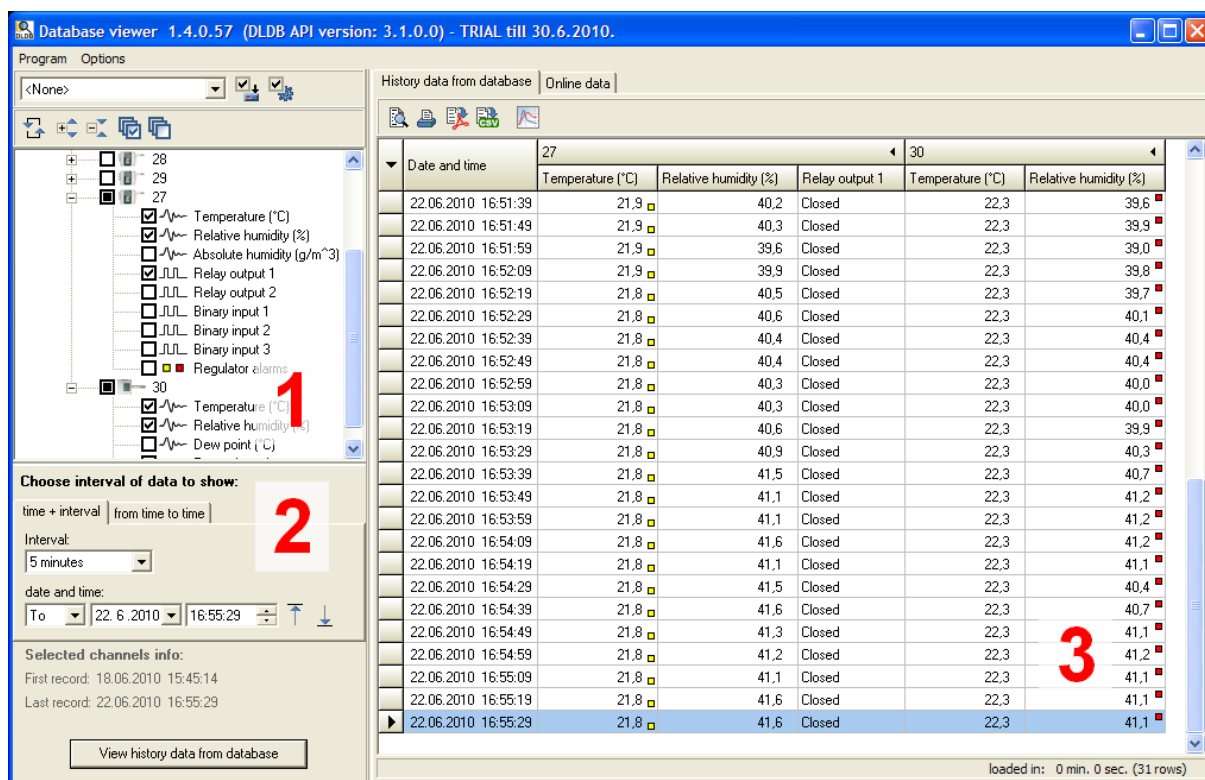 Database viewer 1.4.0.57 (DLDB API version: 3.1.0.0) - TRIAL till 30.6.2010.
Program Options
<None>
28
29
27
Temperature (°C)
Relative humidity (%)
Absolute humidity (g/m^3)
Relay output 1
Relay output 2
Binary input 1
Binary input 2
Binary input 3
Regulator alarms
30
Temperature (°C)
Relative humidity (%)
Dew point (°C)
1
Choose interval of data to show:
time + interval from time to time
2
Interval:
5 minutes
date and time:
To 22. 6 .2010 16:55:29
Selected channels info:
First record: 18.06.2010 15:45:14
Last record: 22.06.2010 16:55:29
View history data from database
History data from database Online data
CSV
Date and time 27 30
Temperature (°C) Relative humidity (%) Relay output 1 Temperature (°C) Relative humidity (%)
22.06.2010 16:51:39 21,9 40,2 Closed 22,3 39,6
22.06.2010 16:51:49 21,9 40,3 Closed 22,3 39,9
22.06.2010 16:51:59 21,9 39,6 Closed 22,3 39,0
22.06.2010 16:52:09 21,9 39,9 Closed 22,3 39,8
22.06.2010 16:52:19 21,8 40,5 Closed 22,3 39,7
22.06.2010 16:52:29 21,8 40,6 Closed 22,3 40,1
22.06.2010 16:52:39 21,8 40,4 Closed 22,3 40,4
22.06.2010 16:52:49 21,8 40,4 Closed 22,3 40,4
22.06.2010 16:52:59 21,8 40,3 Closed 22,3 40,0
22.06.2010 16:53:09 21,8 40,3 Closed 22,3 40,0
22.06.2010 16:53:19 21,8 40,6 Closed 22,3 39,9
22.06.2010 16:53:29 21,8 40,9 Closed 22,3 40,3
22.06.2010 16:53:39 21,8 41,5 Closed 22,3 40,7
22.06.2010 16:53:49 21,8 41,1 Closed 22,3 41,2
22.06.2010 16:53:59 21,8 41,1 Closed 22,3 41,2
22.06.2010 16:54:09 21,8 41,6 Closed 22,3 41,2
22.06.2010 16:54:19 21,8 41,1 Closed 22,3 41,1
22.06.2010 16:54:29 21,8 41,5 Closed 22,3 40,4
22.06.2010 16:54:39 21,8 41,6 Closed 22,3 40,7
22.06.2010 16:54:49 21,8 41,3 Closed 22,3 41,1
22.06.2010 16:54:59 21,8 41,2 Closed 22,3 41,2
22.06.2010 16:55:09 21,8 41,1 Closed 22,3 41,1
22.06.2010 16:55:19 21,8 41,6 Closed 22,3 41,1
22.06.2010 16:55:29 21,8 41,6 Closed 22,3 41,1
3
loaded in: 0 min. 0 sec. (31 rows)